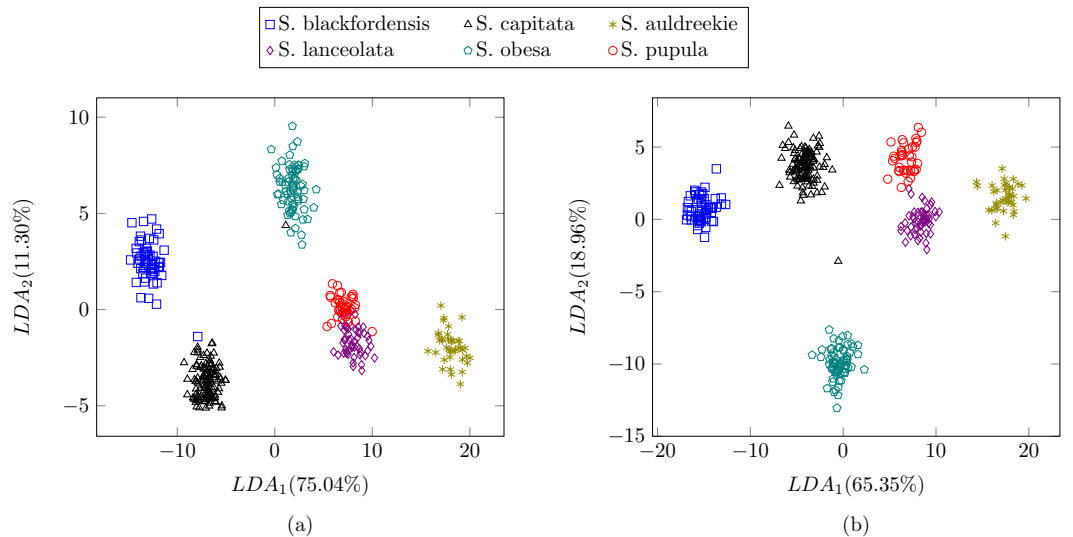 S. blackfordensis S. capitata S. auldreekie
S. lanceolata S. obesa S. pupula
10
5
0
−5
−10 0 10 20
LDA₂(11.30%)
LDA₁(75.04%)
(a)
5
0
−5
−10
−15
−20 −10 0 10 20
LDA₂(18.96%)
LDA₁(65.35%)
(b)